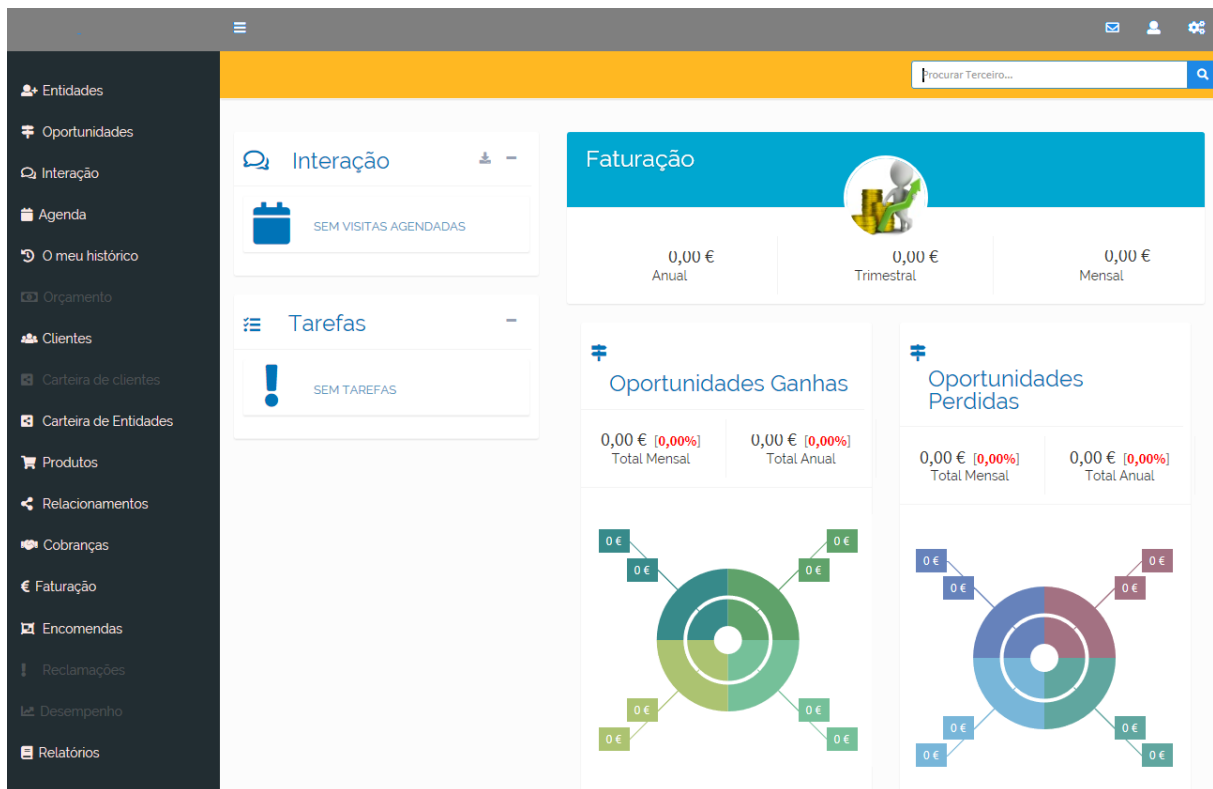 Procurar Terceiro...
Entidades
Oportunidades
Interação
Agenda
O meu histórico
Orçamento
Clientes
Carteira de clientes
Carteira de Entidades
Produtos
Relacionamentos
Cobranças
€ Faturação
Encomendas
Reclamações
Desempenho
Relatórios
Interação
SEM VISITAS AGENDADAS
Tarefas
SEM TAREFAS
Faturação
0,00 €
Anual
0,00 €
Trimestral
0,00 €
Mensal
Oportunidades Ganhas
0,00 € [0,00%]
Total Mensal
0,00 € [0,00%]
Total Anual
0 €
0 €
0 €
0 €
0 €
0 €
0 €
0 €
Oportunidades
Perdidas
0,00 € [0,00%]
Total Mensal
0,00 € [0,00%]
Total Anual
0 €
0 €
0 €
0 €
0 €
0 €
0 €
0 €